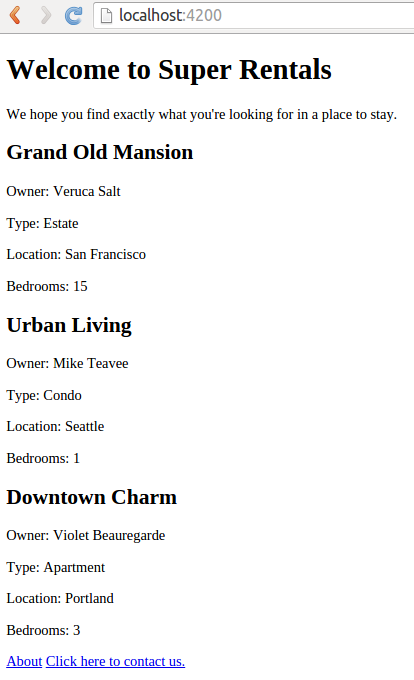 localhost:4200
Welcome to Super Rentals
We hope you find exactly what you're looking for in a place to stay.
Grand Old Mansion
Owner: Veruca Salt
Type: Estate
Location: San Francisco
Bedrooms: 15
Urban Living
Owner: Mike Teavee
Type: Condo
Location: Seattle
Bedrooms: 1
Downtown Charm
Owner: Violet Beauregarde
Type: Apartment
Location: Portland
Bedrooms: 3
About Click here to contact us.